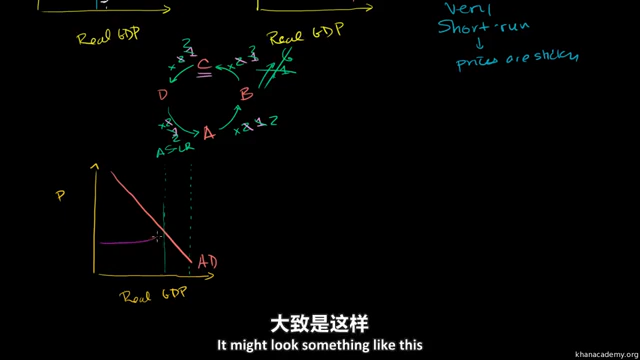 Real GDP
Real GDP
Very
Short-run
prices are sticky
C
D
B
A
ASLR
P
AD
Real GDP
大致是这样
It might look something like this
khanacademy.org